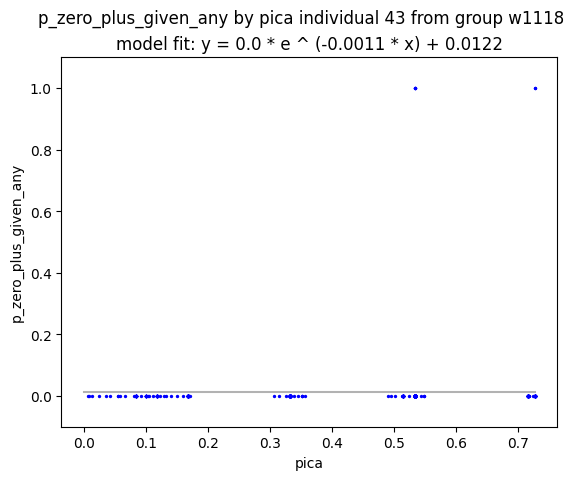 p_zero_plus_given_any by pica individual 43 from group w1118
model fit: y = 0.0 * e ^ (-0.0011 * x) + 0.0122
p_zero_plus_given_any
1.0
0.8
0.6
0.4
0.2
0.0
0.0 0.1 0.2 0.3 0.4 0.5 0.6 0.7
pica